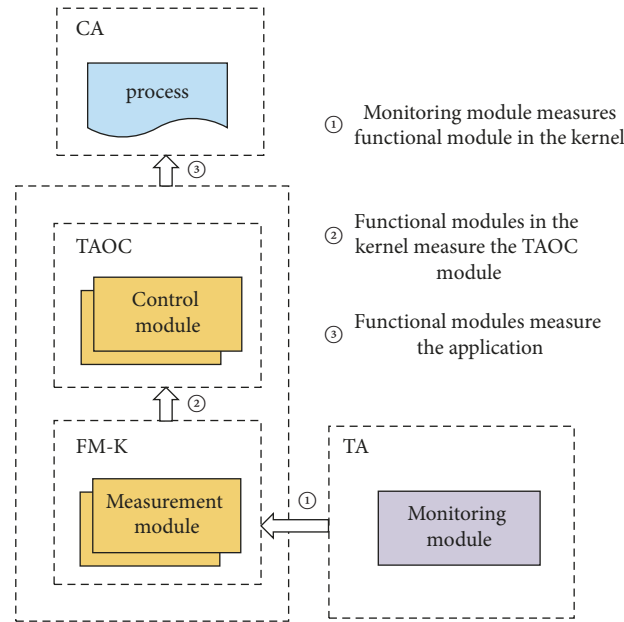 CA
process
③
TAOC
Control
module
②
FM-K
Measurement
module
①
TA
Monitoring
module
① Monitoring module measures
functional module in the kernel
② Functional modules in the
kernel measure the TAOC
module
③ Functional modules measure
the application